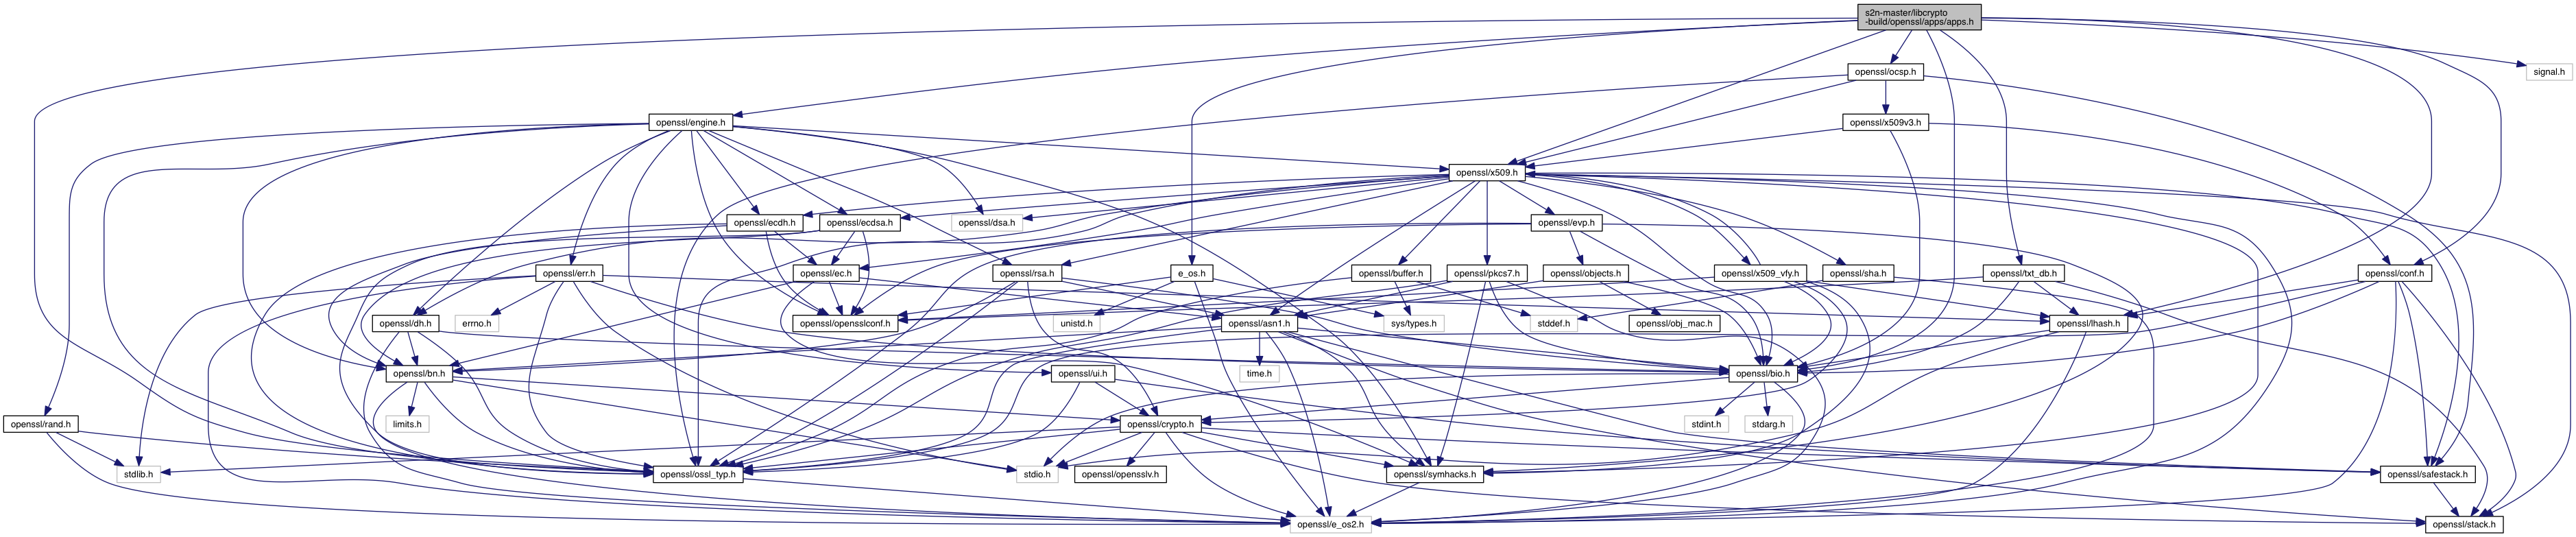 s2n-master/libcrypto
-build/openssl/apps/apps.h
openssl/ocsp.h
signal.h
openssl/engine.h
openssl/x509v3.h
openssl/x509.h
openssl/ecdh.h
openssl/ecdsa.h
openssl/dsa.h
openssl/evp.h
openssl/err.h
openssl/ec.h
openssl/rsa.h
e_os.h
openssl/buffer.h
openssl/pkcs7.h
openssl/objects.h
openssl/x509_vfy.h
openssl/sha.h
openssl/txt_db.h
openssl/conf.h
openssl/dh.h
errno.h
openssl/opensslconf.h
unistd.h
openssl/asn1.h
sys/types.h
stddef.h
openssl/obj_mac.h
openssl/lhash.h
openssl/bn.h
openssl/ui.h
time.h
openssl/bio.h
openssl/rand.h
limits.h
openssl/crypto.h
stdint.h
stdarg.h
stdlib.h
openssl/ossl_typ.h
stdio.h
openssl/opensslv.h
openssl/symhacks.h
openssl/safestack.h
openssl/e_os2.h
openssl/stack.h